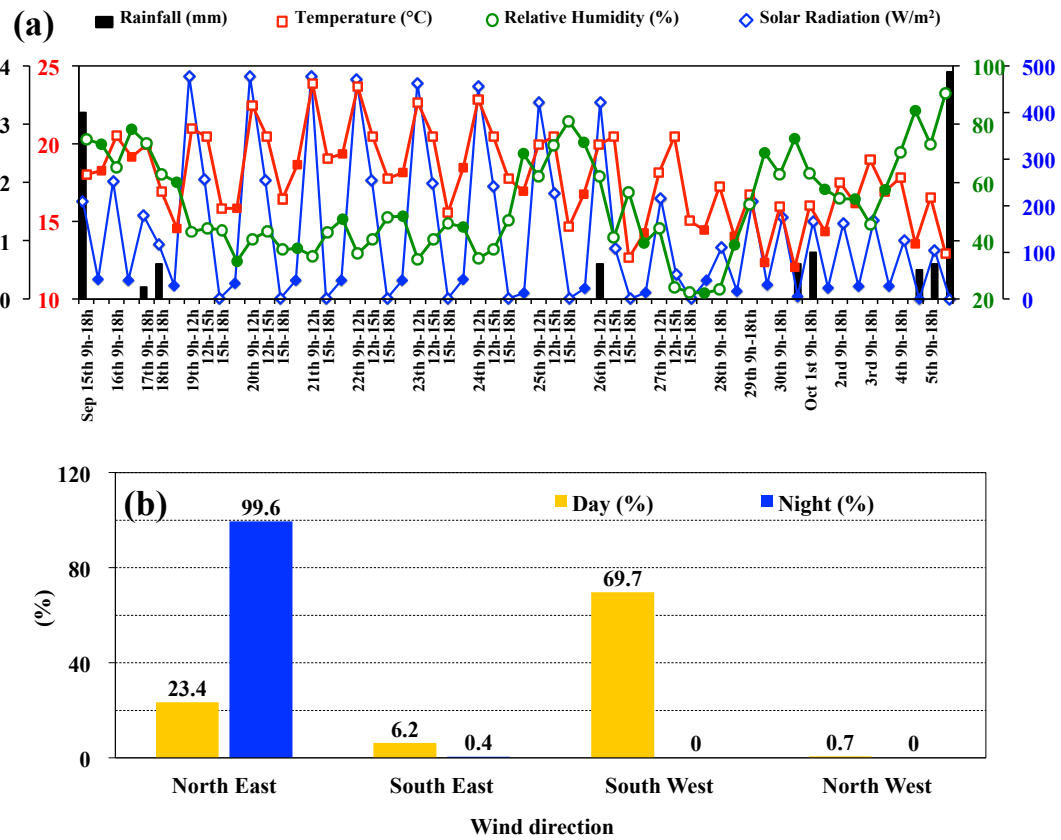 (a)
Rainfall (mm)
Temperature (°C)
Relative Humidity (%)
Solar Radiation (W/m²)
4
3
2
1
0
25
20
15
10
100
80
60
40
20
500
400
300
200
100
0
Sep 15th 9h-18h
16th 9h-18h
17th 9h-18h
18th 9h-18h
19th 9h-12h
12h-15h
15h-18h
20th 9h-12h
12h-15h
15h-18h
21th 9h-12h
12h-15h
15h-18h
22th 9h-12h
12h-15h
15h-18h
23th 9h-12h
12h-15h
15h-18h
24th 9h-12h
12h-15h
15h-18h
25th 9h-12h
12h-15h
15h-18h
26th 9h-12h
12h-15h
15h-18h
27th 9h-12h
12h-15h
15h-18h
28th 9h-18h
29th 9h-18h
30th 9h-18h
Oct 1st 9h-18h
2nd 9h-18h
3rd 9h-18h
4th 9h-18h
5th 9h-18h
(b)
Day (%)
Night (%)
(%)
120
80
40
0
23.4
99.6
6.2
0.4
69.7
0
0.7
0
North East
South East
South West
North West
Wind direction